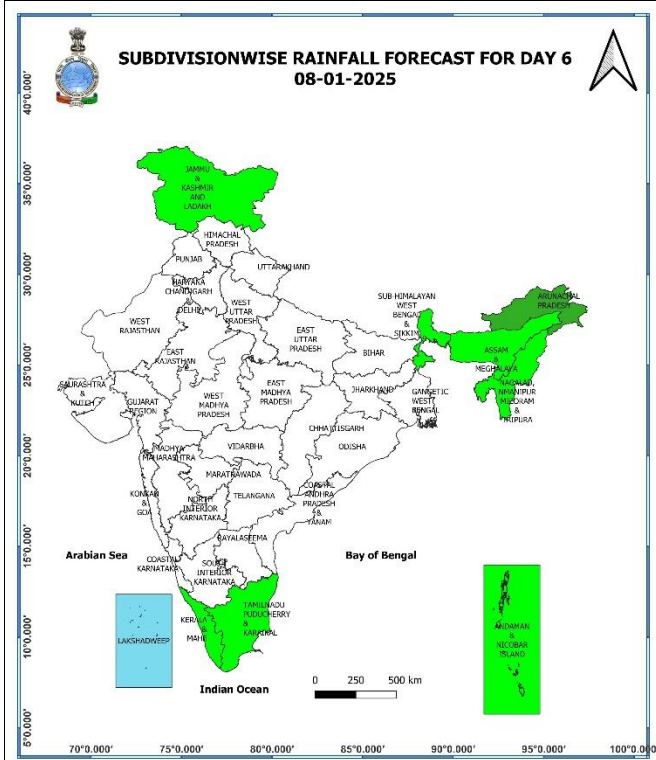 SUBDIVISIONWISE RAINFALL FORECAST FOR DAY 6
08-01-2025
40°0.000'
35°0.000'
30°0.000'
25°0.000'
20°0.000'
15°0.000'
10°0.000'
5°0.000'
JAMMU
&
KASHMIR
AND
LADAKH
HIMACHAL
PRADESH
PUNJAB
UTTARAKHAND
HARYANA
CHANDIGARH
&
DELHI
WEST
RAJASTHAN
WEST
UTTAR
PRADESH
EAST
UTTAR
PRADESH
EAST
RAJASTHAN
SUB HIMALAYAN
WEST
BENGAL
&
SIKKIM
ARUNACHAL
PRADESH
ASSAM
&
MEGHALAYA
NAGALAD,
NMANIPUR
MIZORAM
&
TRIPURA
BIHAR
SAURASHTRA
&
KUTCH
GUJARAT
REGION
WEST
MADHYA
PRADESH
EAST
MADHYA
PRADESH
JHARKHAND
GANGETIC
WEST
BENGAL
CHHATTISGARH
ODISHA
MADHYA
MAHARASHTRA
VIDARBHA
MARATHWADA
KONKAN
&
GOA
NORTH
INTERIOR
KARNATAKA
TELANGANA
COASTAL
ANDHRA
PRADESH
&
YANAM
RAYALASEEMA
Arabian Sea
COASTAL
KARNATAKA
SOUTH
INTERIOR
KARNATAKA
Bay of Bengal
LAKSHADWEEP
KERALA
&
MAHE
TAMILNADU
PUDUCHERRY
&
KARAIKAL
ANDAMAN
&
NICOBAR
ISLAND
Indian Ocean
0 250 500 km
70°0.000' 75°0.000' 80°0.000' 85°0.000' 90°0.000' 95°0.000' 100°0.000'